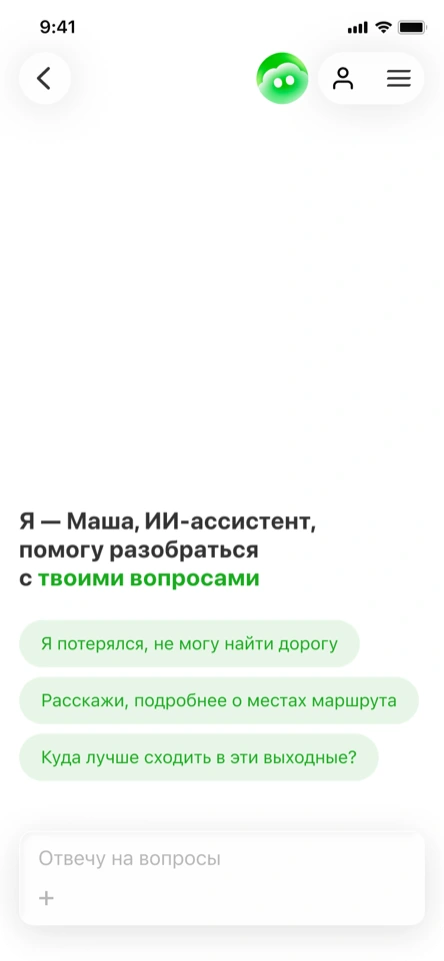 9:41
Я — Маша, ИИ-ассистент,
помогу разобраться
с твоими вопросами
Я потерялся, не могу найти дорогу
Расскажи, подробнее о местах маршрута
Куда лучше сходить в эти выходные?
Отвечу на вопросы
+